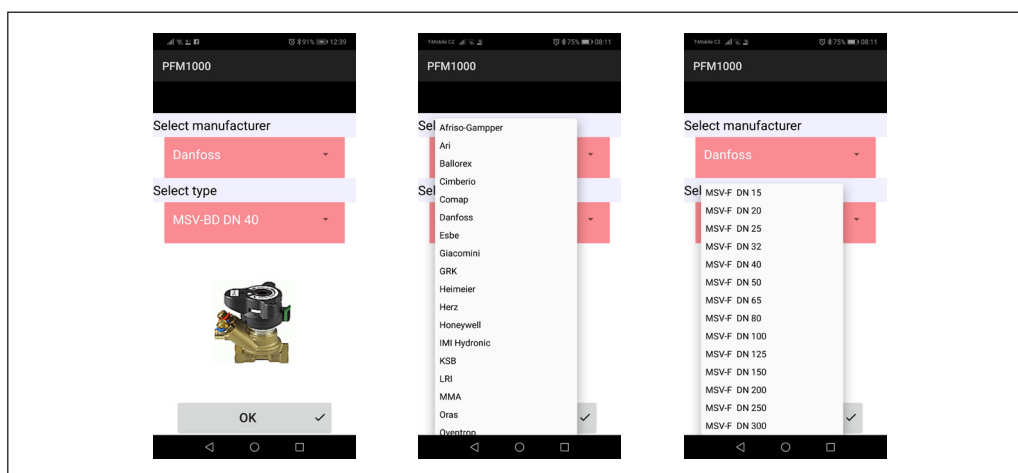 91% 12:39
PFM1000
Select manufacturer
Danfoss
Select type
MSV-BD DN 40
OK
T-Mobile CZ 75% 08:11
PFM1000
Sel
Afriso-Gampper
Ari
Ballorex
Cimberio
Comap
Danfoss
Esbe
Giacomini
GRK
Heimeier
Herz
Honeywell
IMI Hydronic
KSB
LRI
MMA
Oras
Oventrop
Sel
T-Mobile CZ 75% 08:11
PFM1000
Select manufacturer
Danfoss
Sel
MSV-F DN 15
MSV-F DN 20
MSV-F DN 25
MSV-F DN 32
MSV-F DN 40
MSV-F DN 50
MSV-F DN 65
MSV-F DN 80
MSV-F DN 100
MSV-F DN 125
MSV-F DN 150
MSV-F DN 200
MSV-F DN 250
MSV-F DN 300